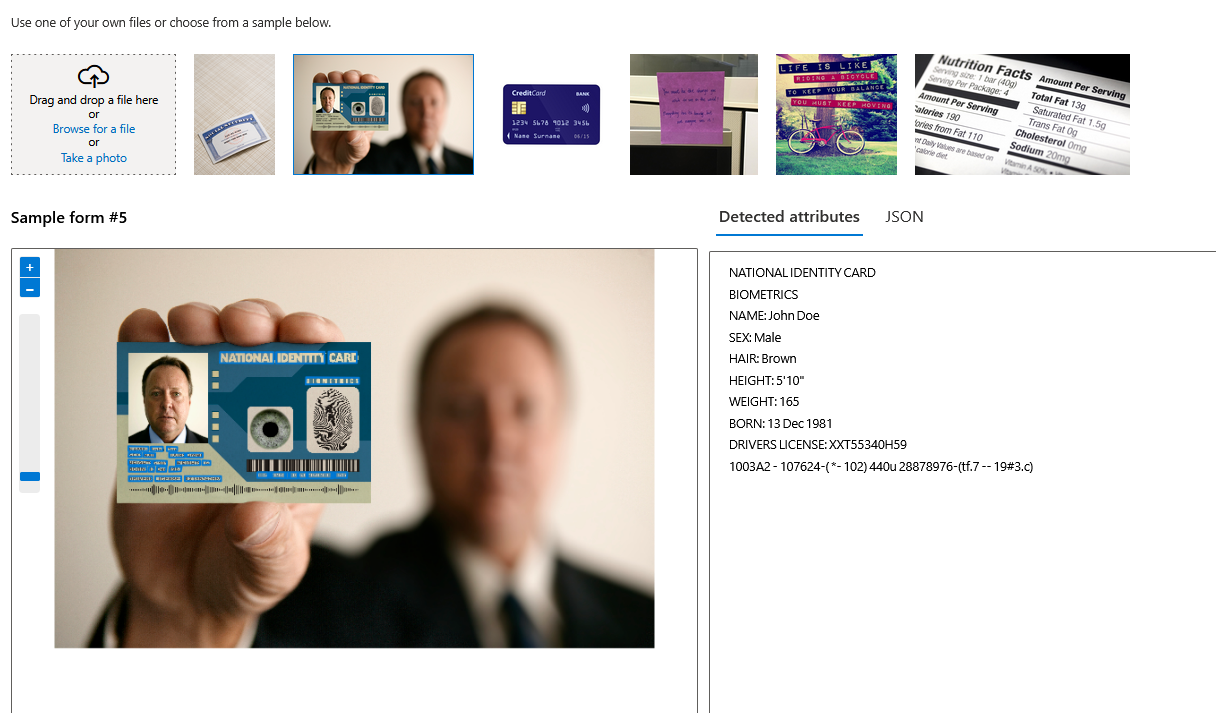 Use one of your own files or choose from a sample below.
Drag and drop a file here
or
Browse for a file
or
Take a photo
NATIONAL IDENTITY CARD
CreditCard
BANK
1234 5678 9012 3456
Name Surname
06/15
LIFE IS LIKE
RIDING A BICYCLE
TO KEEP YOUR BALANCE
YOU MUST KEEP MOVING
Nutrition Facts
Serving size: 1 bar (40g)
Serving Per Package: 4
Amount Per Serving
Calories 190
Calories from Fat 110
Amount Per Serving
Total Fat 13g
Saturated Fat 1.5g
Trans Fat 0g
Cholesterol 0mg
Sodium 20mg
Sample form #5
Detected attributes
JSON
+
−
NATIONAL IDENTITY CARD
BIOMETRICS
NATIONAL IDENTITY CARD
BIOMETRICS
NAME: John Doe
SEX: Male
HAIR: Brown
HEIGHT: 5'10"
WEIGHT: 165
BORN: 13 Dec 1981
DRIVERS LICENSE: XXT55340H59
1003A2 - 107624-( *- 102) 440u 28878976-(tf.7 -- 19#3.c)